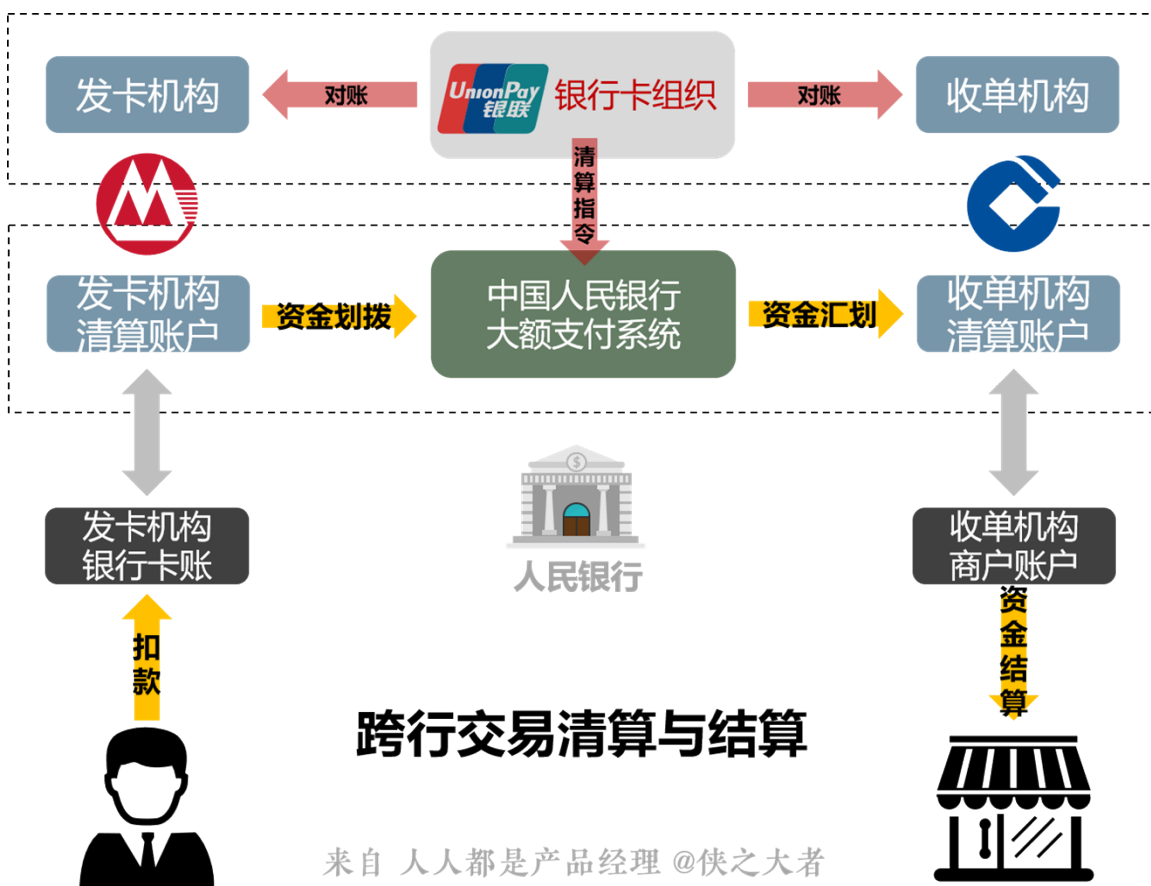 发卡机构
对账
UnionPay
银联
银行卡组织
对账
收单机构
清算指令
发卡机构
清算账户
资金划拨
中国人民银行
大额支付系统
资金汇划
收单机构
清算账户
发卡机构
银行卡账
$
人民银行
收单机构
商户账户
扣款
资金结算
跨行交易清算与结算
来自 人人都是产品经理 @侠之大者